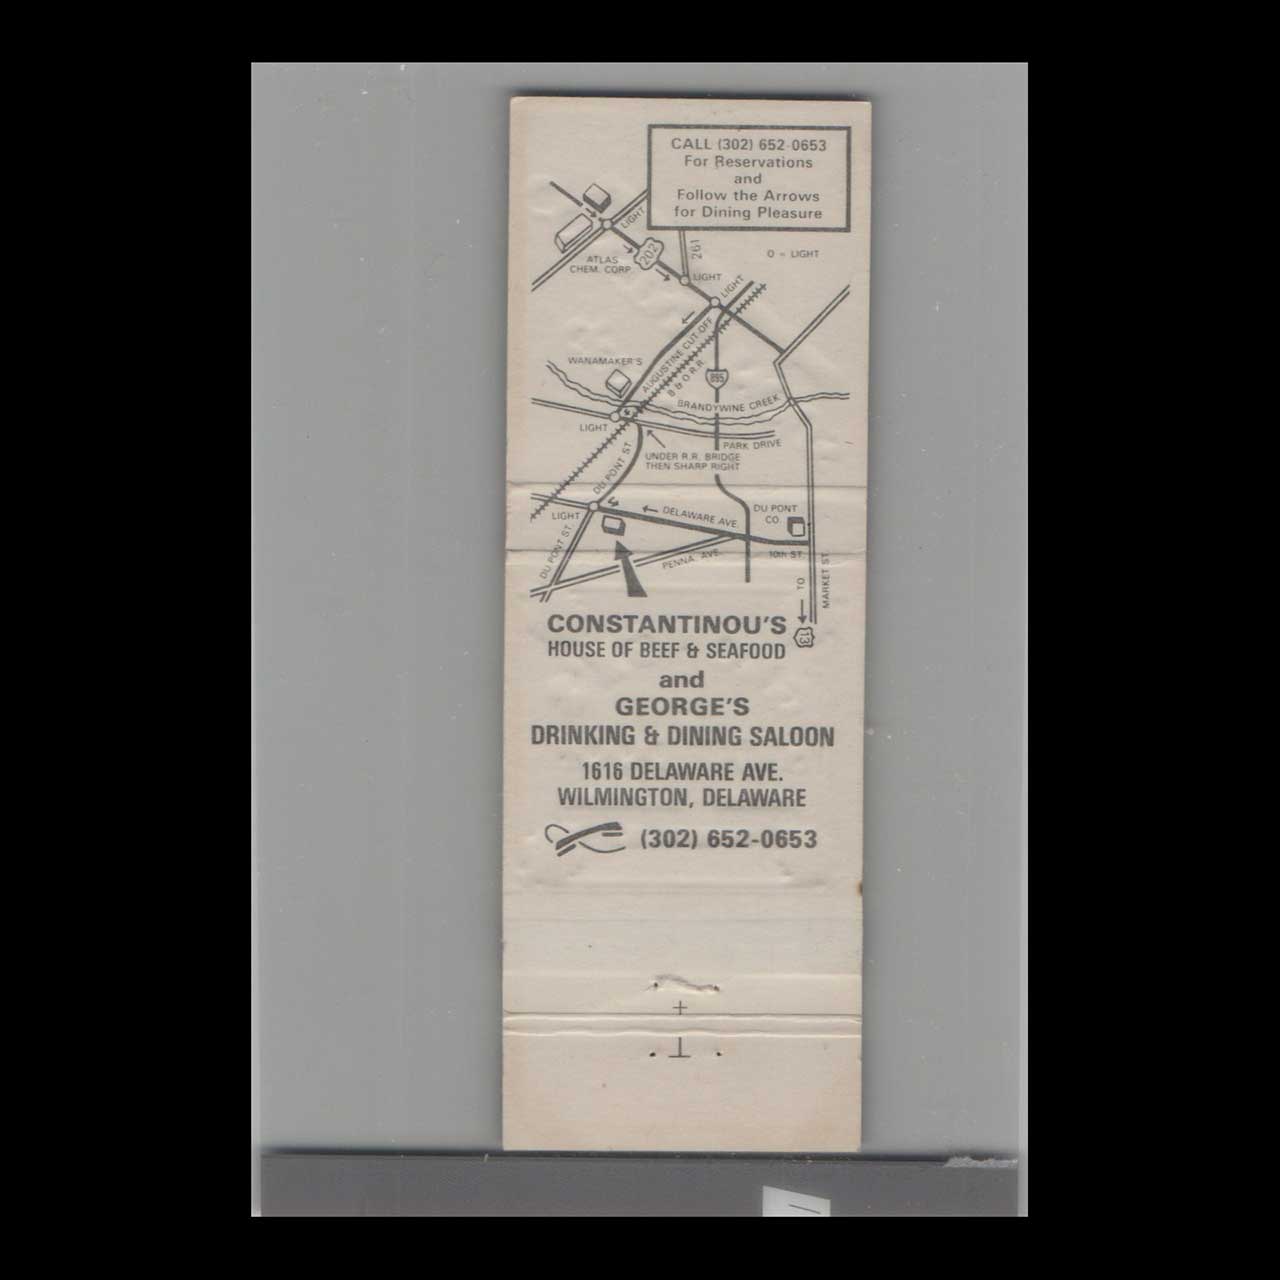 CALL (302) 652-0653
For Reservations
and
Follow the Arrows
for Dining Pleasure
LIGHT
202
261
O = LIGHT
ATLAS
CHEM. CORP.
LIGHT
LIGHT
AUGUSTINE CUT-OFF
B & O R.R.
WANAMAKER'S
895
BRANDYWINE CREEK
LIGHT
PARK DRIVE
UNDER R.R. BRIDGE
THEN SHARP RIGHT
DU PONT ST.
LIGHT
DELAWARE AVE.
DU PONT
CO.
DU PONT ST.
PENNA. AVE.
10th ST.
TO
MARKET ST.
13
CONSTANTINOU'S
HOUSE OF BEEF & SEAFOOD
and
GEORGE'S
DRINKING & DINING SALOON
1616 DELAWARE AVE.
WILMINGTON, DELAWARE
(302) 652-0653